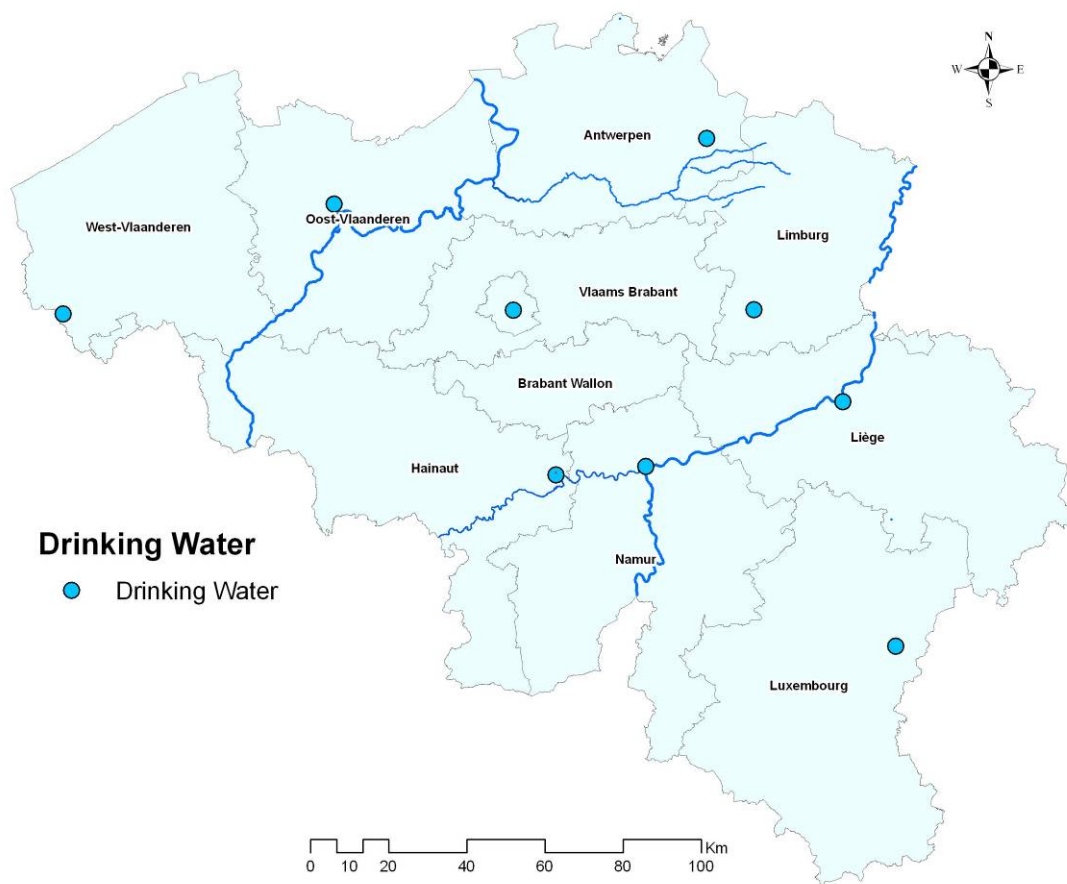 N
W E
S
Antwerpen
Oost-Vlaanderen
West-Vlaanderen
Limburg
Vlaams Brabant
Brabant Wallon
Liège
Hainaut
Drinking Water
Namur
Drinking Water
Luxembourg
Km
0 10 20 40 60 80 100